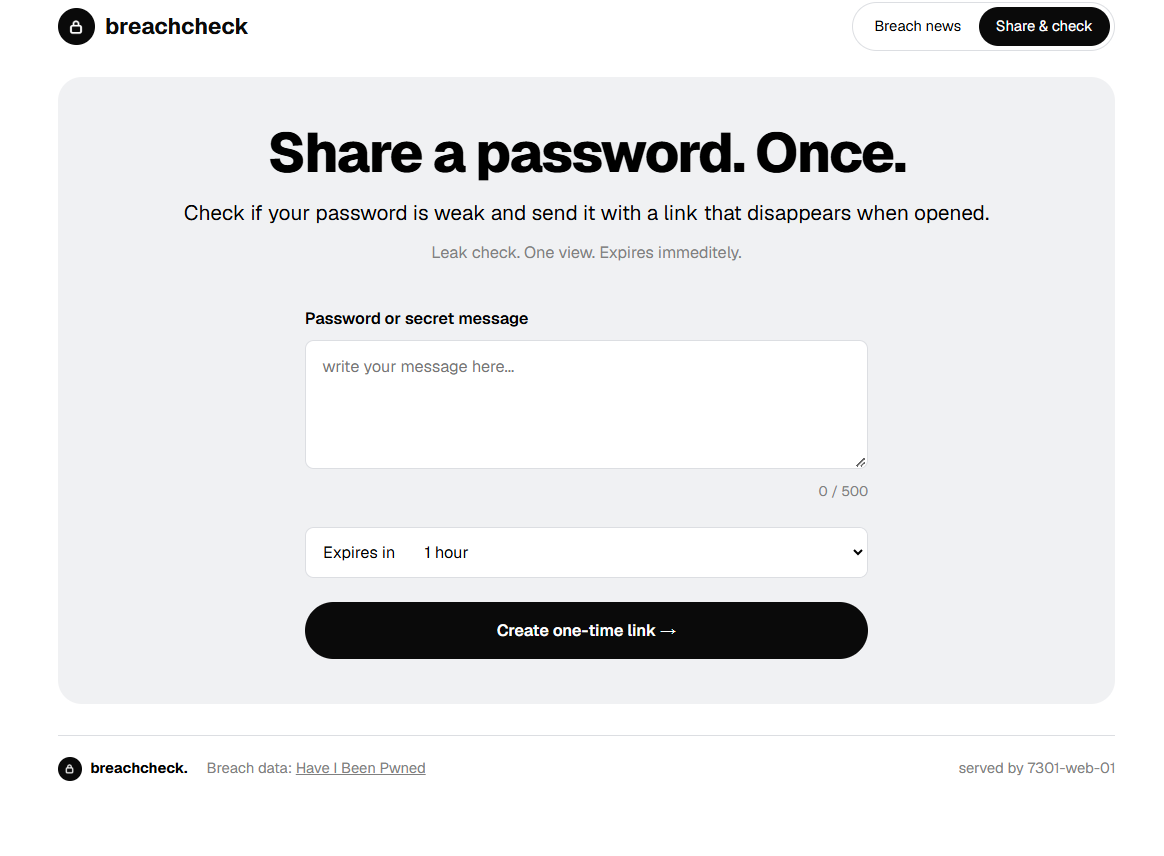 breachcheck
Breach news
Share & check
Share a password. Once.
Check if your password is weak and send it with a link that disappears when opened.
Leak check. One view. Expires immeditely.
Password or secret message
write your message here...
0 / 500
Expires in 1 hour
Create one-time link →
breachcheck. Breach data: Have I Been Pwned served by 7301-web-01